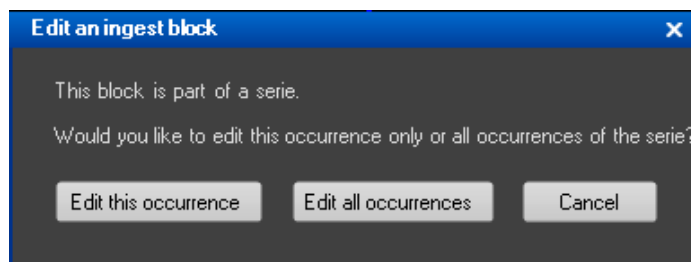 Edit an ingest block
This block is part of a serie.
Would you like to edit this occurrence only or all occurrences of the serie?
Edit this occurrence
Edit all occurrences
Cancel